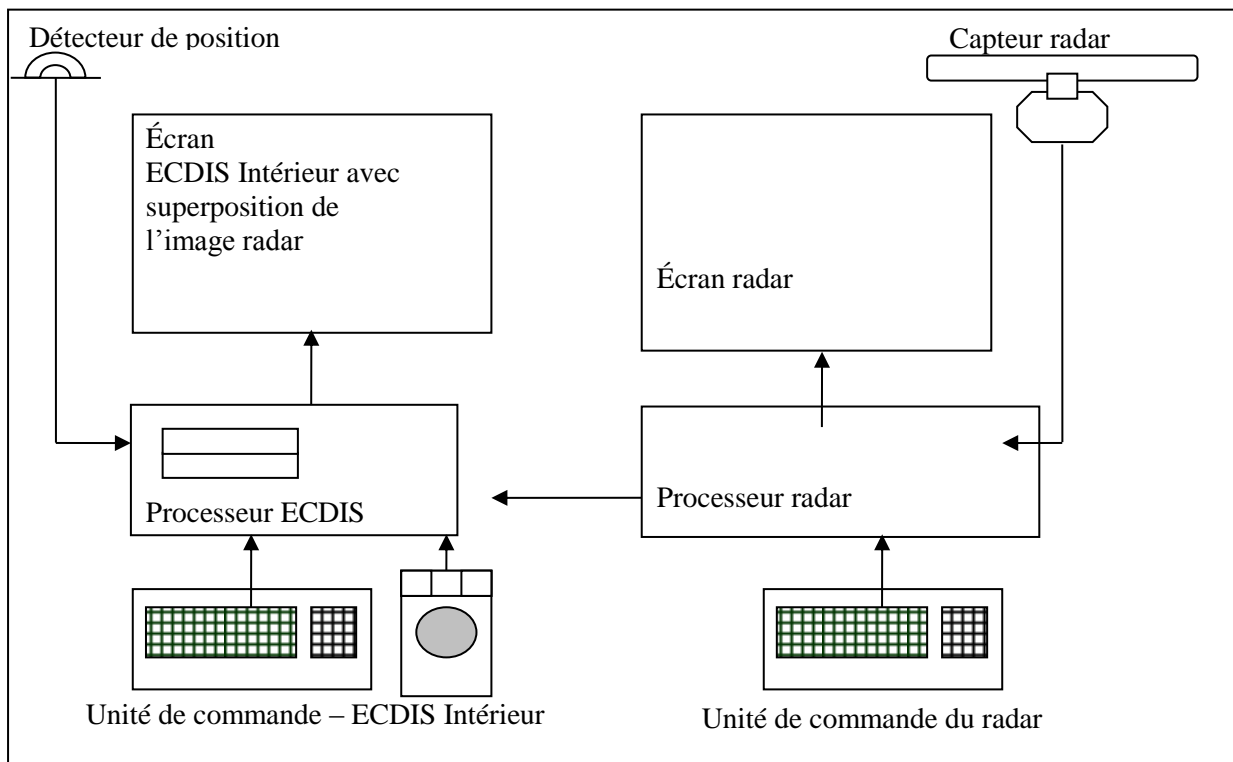 Détecteur de position
Capteur radar
Écran
ECDIS Intérieur avec
superposition de
l’image radar
Écran radar
Processeur ECDIS
Processeur radar
Unité de commande – ECDIS Intérieur
Unité de commande du radar